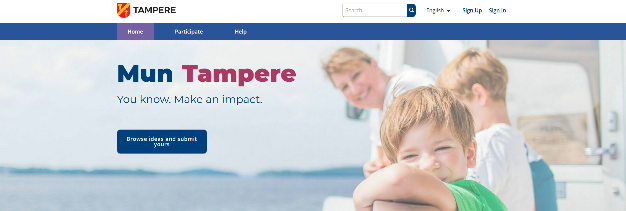 TAMPERE
Search
English
Sign Up
Sign In
Home
Participate
Help
Mun Tampere
You know. Make an impact.
Browse ideas and submit
yours